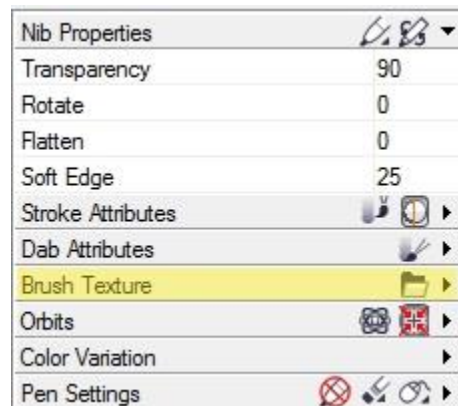 Nib Properties
Transparency 90
Rotate 0
Flatten 0
Soft Edge 25
Stroke Attributes
Dab Attributes
Brush Texture
Orbits
Color Variation
Pen Settings